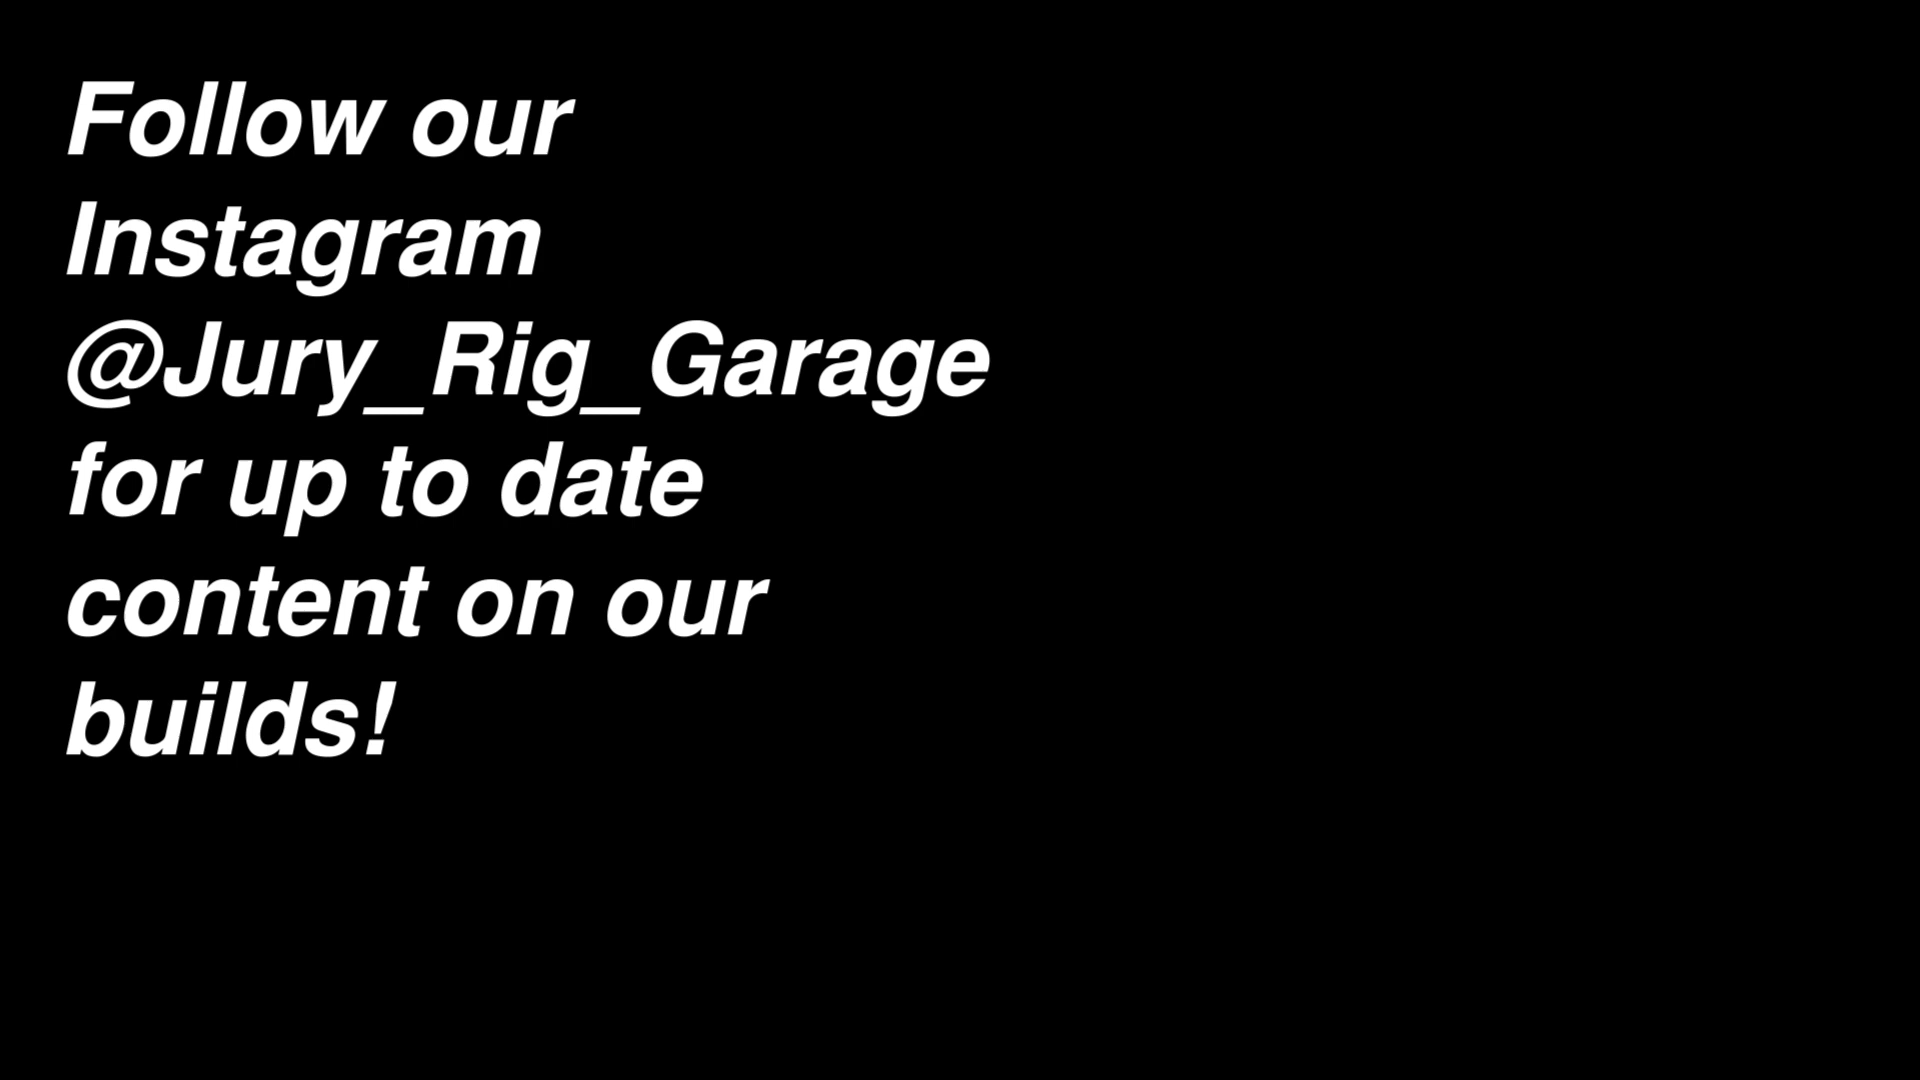 Follow our
Instagram
@Jury_Rig_Garage
for up to date
content on our
builds!